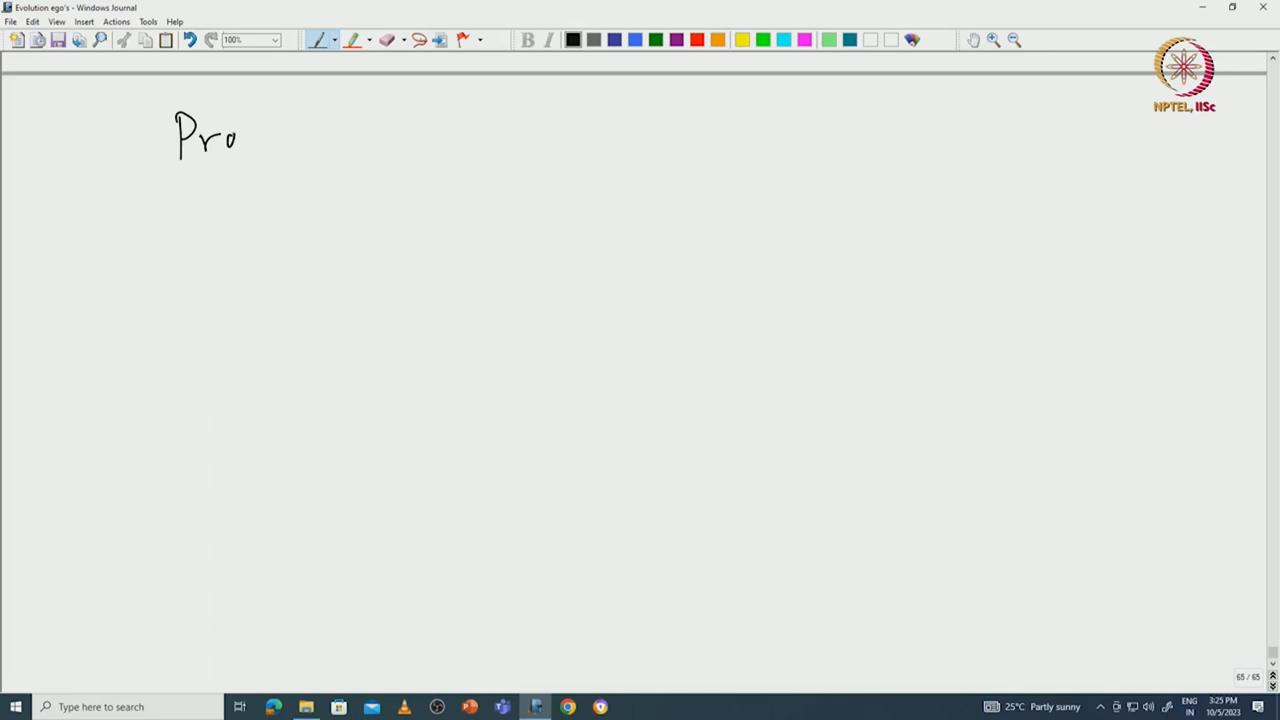 Evolution eqo's - Windows Journal
File Edit View Insert Actions Tools Help
100%
B I
NPTEL, IISc
Pro
65 / 65
Type here to search
25°C Partly sunny
ENG
IN
3:25 PM
10/5/2023